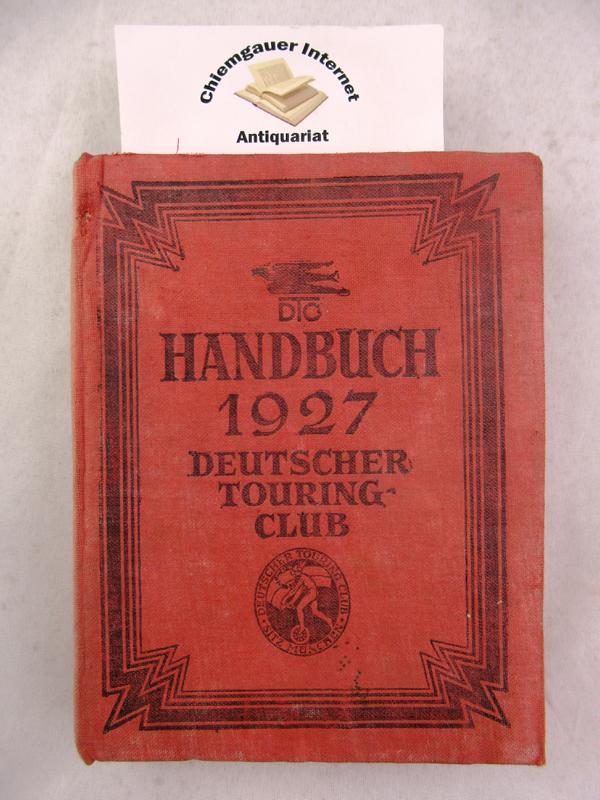 Chiemgauer Internet
Antiquariat
DTC
HANDBUCH
1927
DEUTSCHER
TOURING-
CLUB
DEUTSCHER TOURING CLUB
SITZ MÜNCHEN